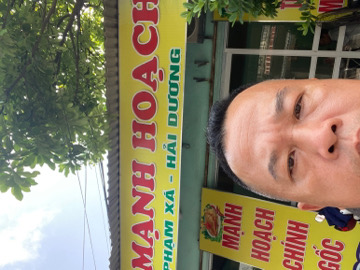 MẠNH HOẠCH
PHẠM XÁ - HẢI DƯƠNG
MẠNH
HOẠCH
CHÍNH
GỐC